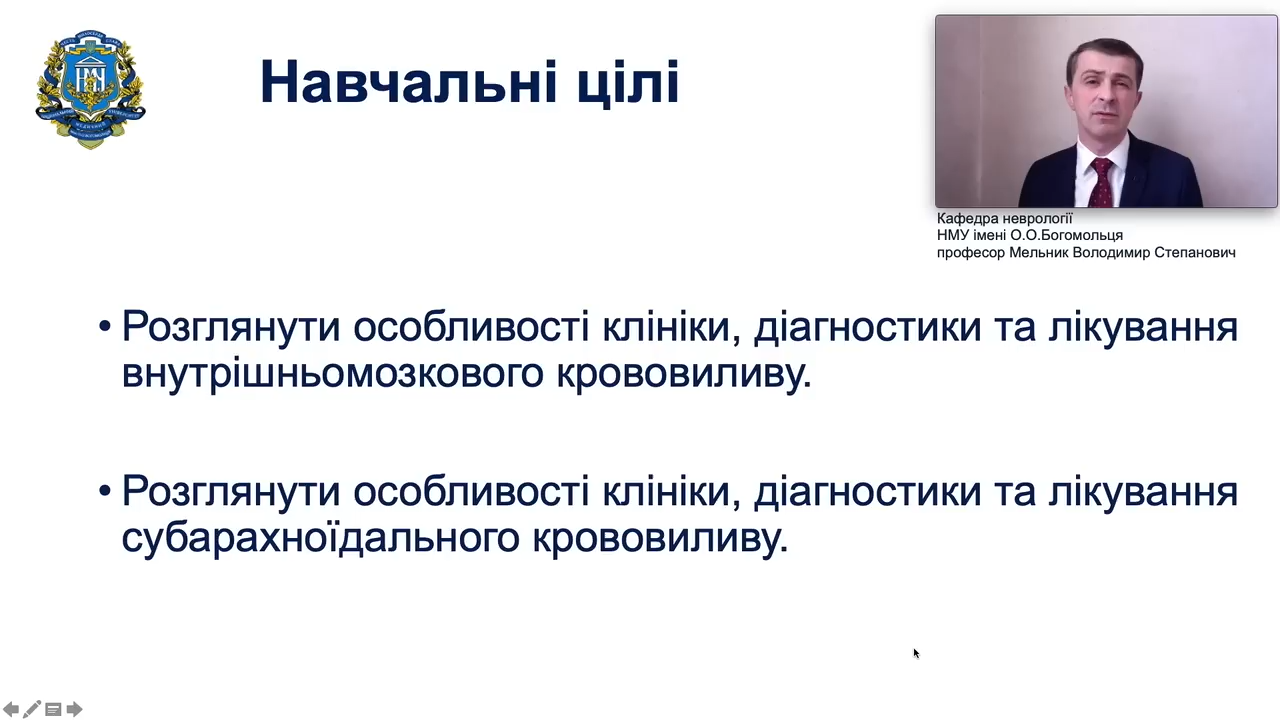 Навчальні цілі
Кафедра неврології
НМУ імені О.О.Богомольця
професор Мельник Володимир Степанович
• Розглянути особливості клініки, діагностики та лікування
внутрішньомозкового крововиливу.
• Розглянути особливості клініки, діагностики та лікування
субарахноїдального крововиливу.